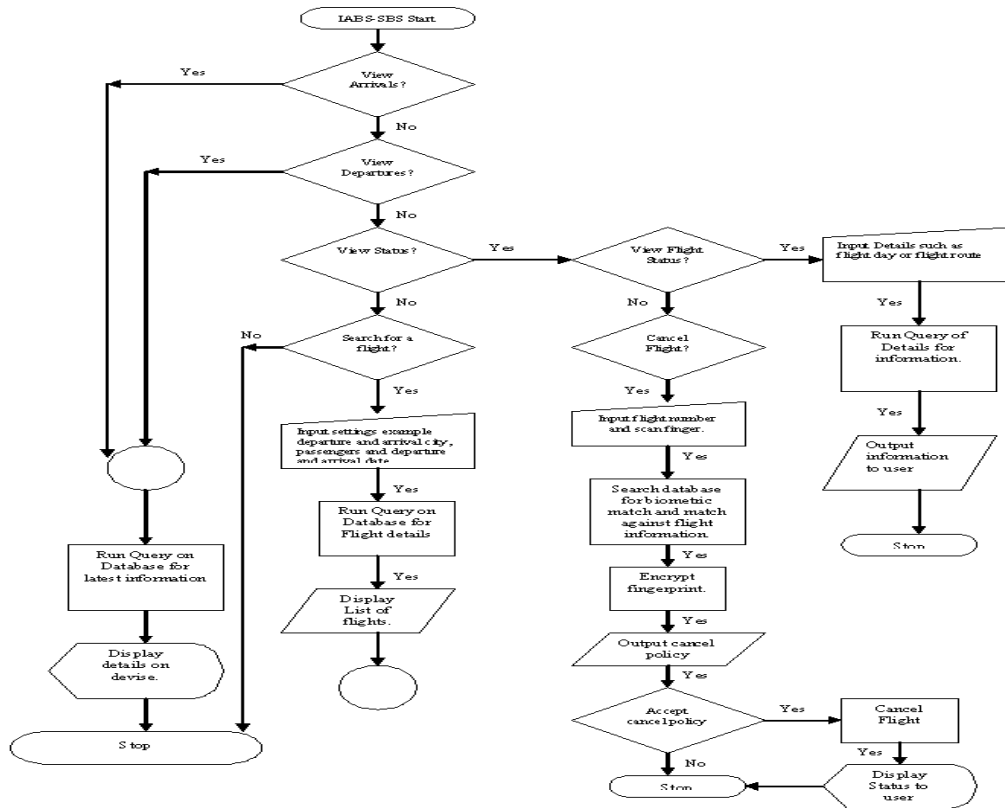 IABS-SBS Start
View
Arrivals?
Yes
No
View
Departures?
Yes
No
View Status?
Yes
No
View Flight
Status?
Yes
No
Input Details such as
flight day or flight route
Yes
Run Query of
Details for
information.
Yes
Output
information
to user
Stop
Search for a
flight?
No
Yes
Input settings example
departure and arrival city,
passengers and departure
and arrival date
Yes
Run Query on
Database for
Flight details
Yes
Display
List of
flights.
Cancel
Flight?
Yes
Input flight number
and scan finger.
Yes
Search database
for biometric
match and match
against flight
information.
Yes
Encrypt
fingerprint.
Yes
Output cancel
policy
Yes
Accept
cancel policy
Yes
No
Cancel
Flight
Yes
Display
Status to
user
Stop
Run Query on
Database for
latest information
Display
details on
devise.
Stop